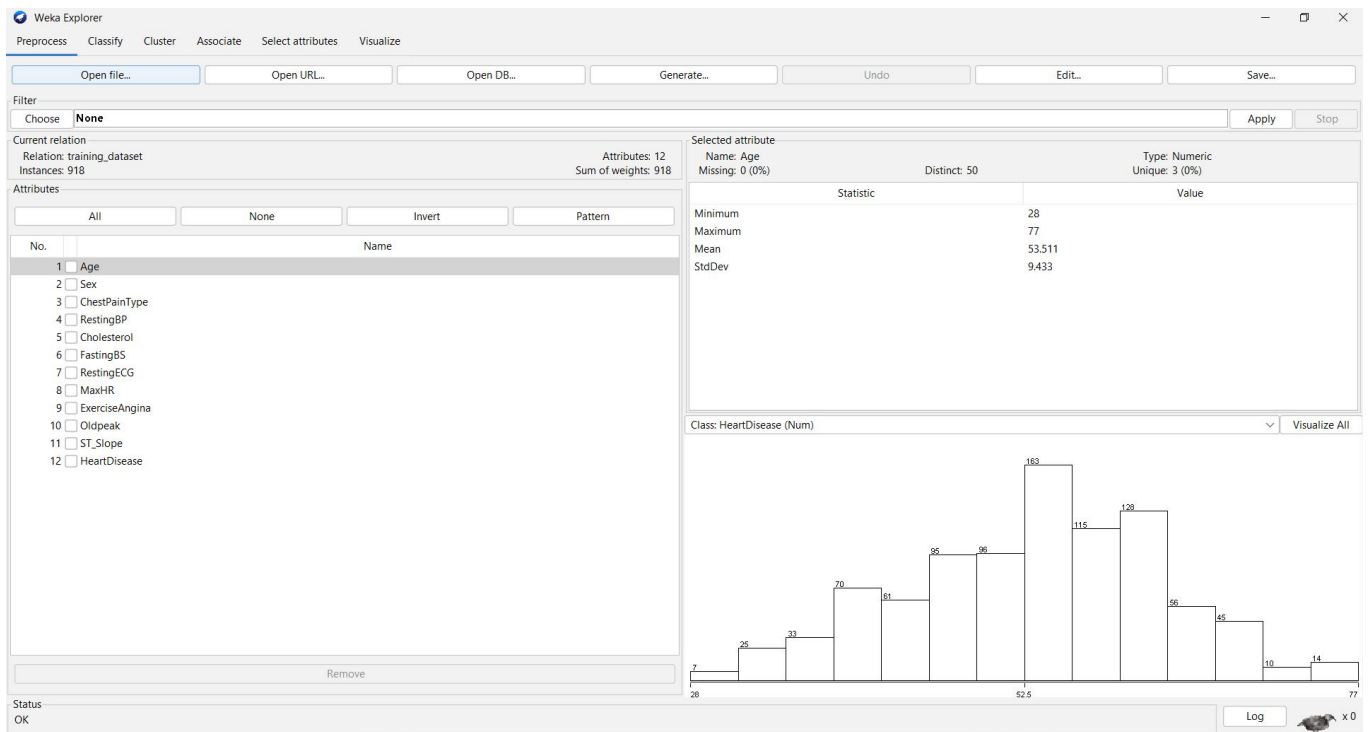 Weka Explorer
Preprocess Classify Cluster Associate Select attributes Visualize
Open file... Open URL... Open DB... Generate... Undo Edit... Save...
Filter
Choose None Apply Stop
Current relation
Relation: training_dataset Attributes: 12
Instances: 918 Sum of weights: 918
Attributes
All None Invert Pattern
No. Name
1 Age
2 Sex
3 ChestPainType
4 RestingBP
5 Cholesterol
6 FastingBS
7 RestingECG
8 MaxHR
9 ExerciseAngina
10 Oldpeak
11 ST_Slope
12 HeartDisease
Remove
Selected attribute
Name: Age Type: Numeric
Missing: 0 (0%) Distinct: 50 Unique: 3 (0%)
Statistic Value
Minimum 28
Maximum 77
Mean 53.511
StdDev 9.433
Class: HeartDisease (Num) Visualize All
7 25 33 70 61 95 96 163 115 128 56 45 10 14
28 52.5 77
Status
OK Log x 0